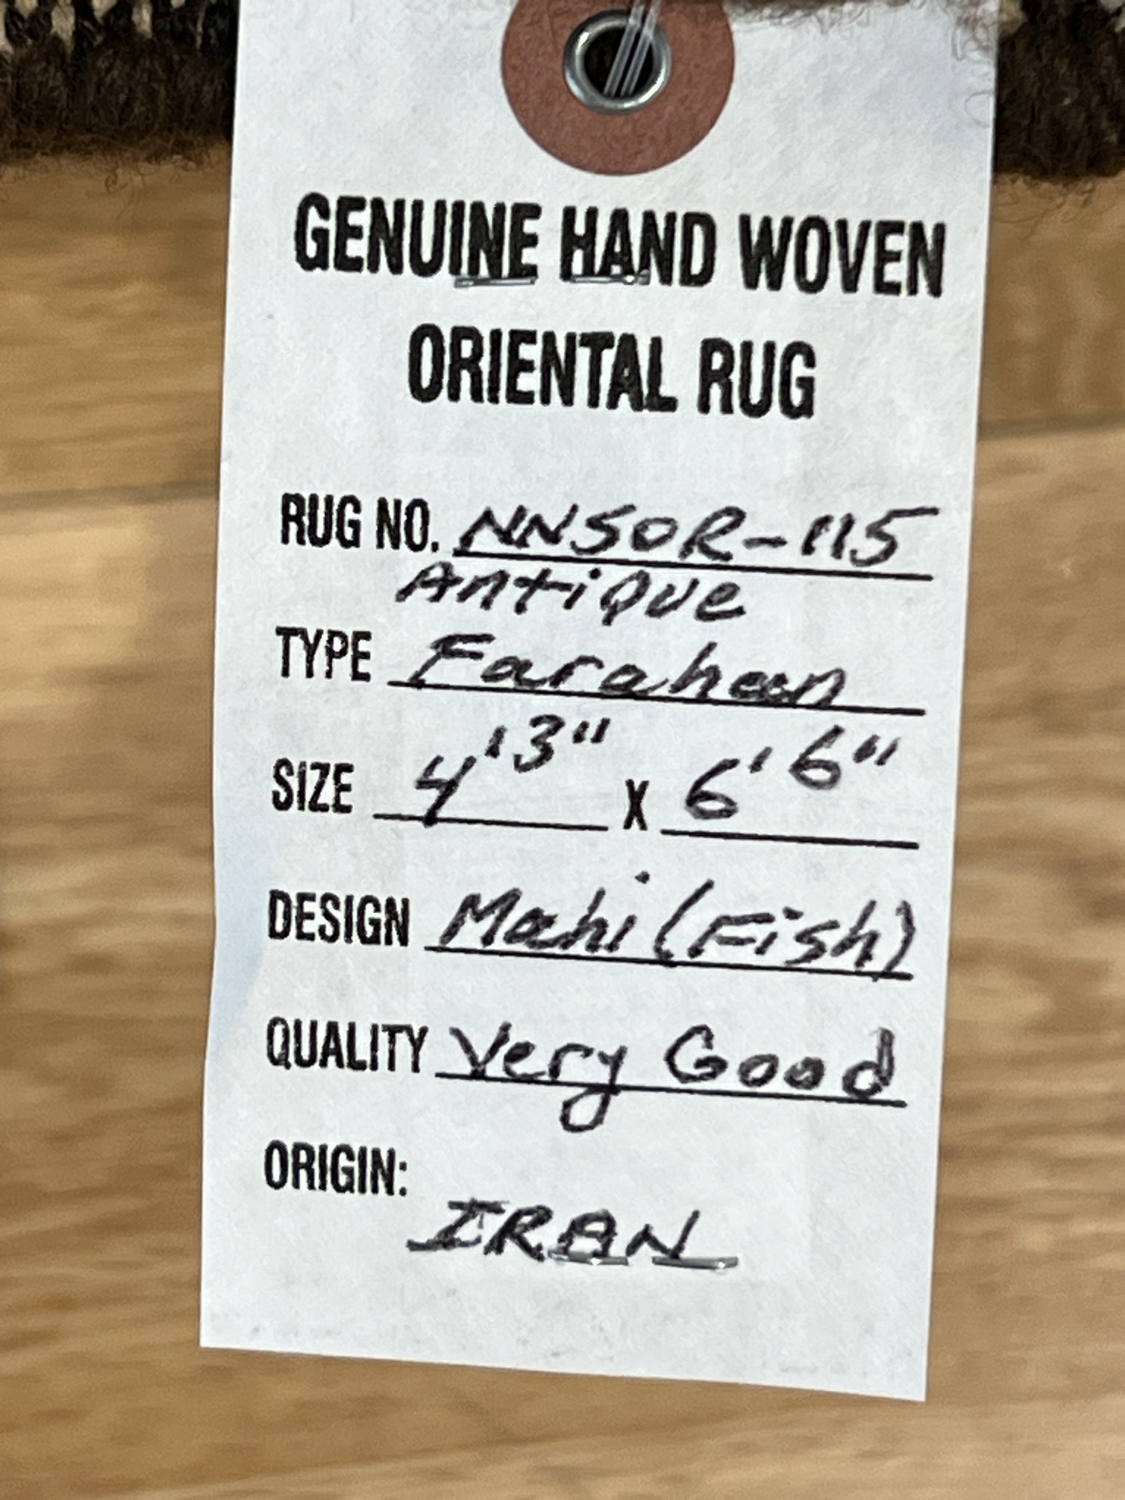 GENUINE HAND WOVEN
ORIENTAL RUG
RUG NO. NNSOR-115
Antique
TYPE Farahan
SIZE 4'3" X 6'6"
DESIGN Mahi (Fish)
QUALITY Very Good
ORIGIN:
IRAN